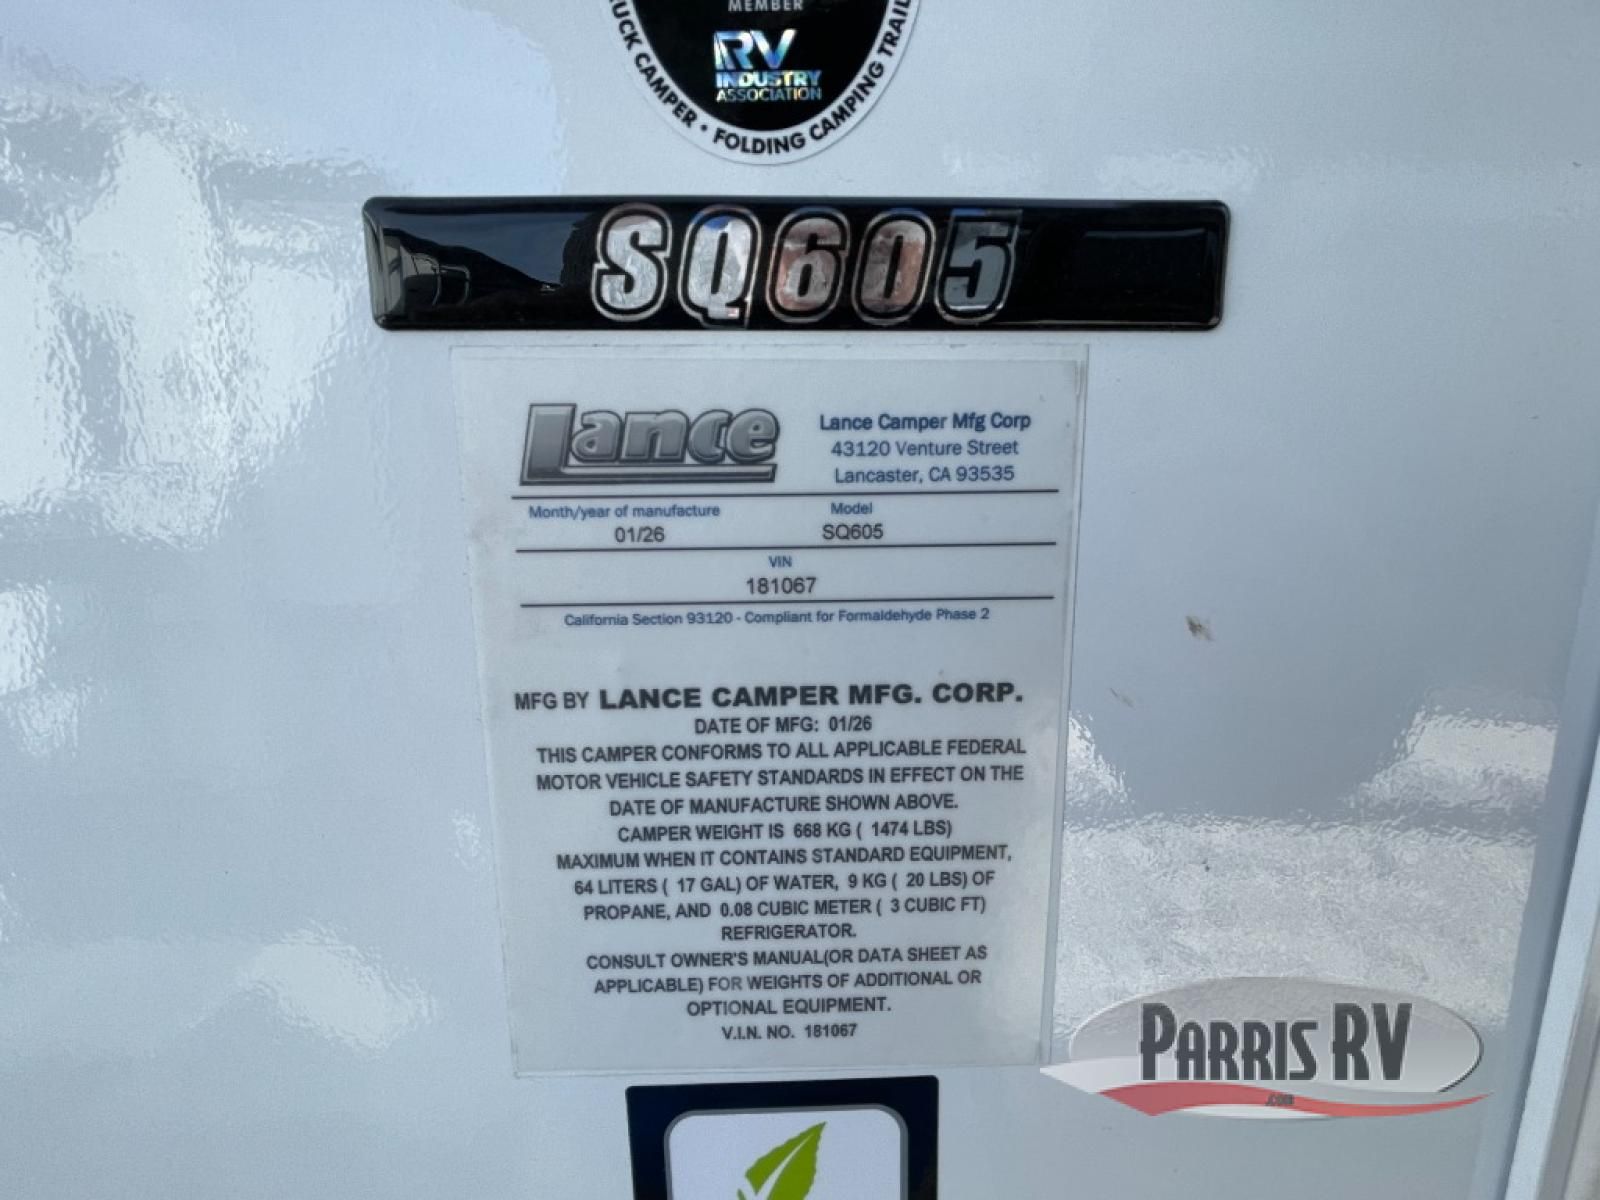 MEMBER
RV
INDUSTRY
ASSOCIATION
TRUCK CAMPER • FOLDING CAMPING
SQ605
Lance
Lance Camper Mfg Corp
43120 Venture Street
Lancaster, CA 93535
Month/year of manufacture Model
01/26 SQ605
VIN
181067
California Section 93120 - Compliant for Formaldehyde Phase 2
MFG BY LANCE CAMPER MFG. CORP.
DATE OF MFG: 01/26
THIS CAMPER CONFORMS TO ALL APPLICABLE FEDERAL
MOTOR VEHICLE SAFETY STANDARDS IN EFFECT ON THE
DATE OF MANUFACTURE SHOWN ABOVE.
CAMPER WEIGHT IS 668 KG ( 1474 LBS)
MAXIMUM WHEN IT CONTAINS STANDARD EQUIPMENT,
64 LITERS ( 17 GAL) OF WATER, 9 KG ( 20 LBS) OF
PROPANE, AND 0.08 CUBIC METER ( 3 CUBIC FT)
REFRIGERATOR.
CONSULT OWNER'S MANUAL(OR DATA SHEET AS
APPLICABLE) FOR WEIGHTS OF ADDITIONAL OR
OPTIONAL EQUIPMENT.
V.I.N. NO. 181067
PARRIS RV
.com